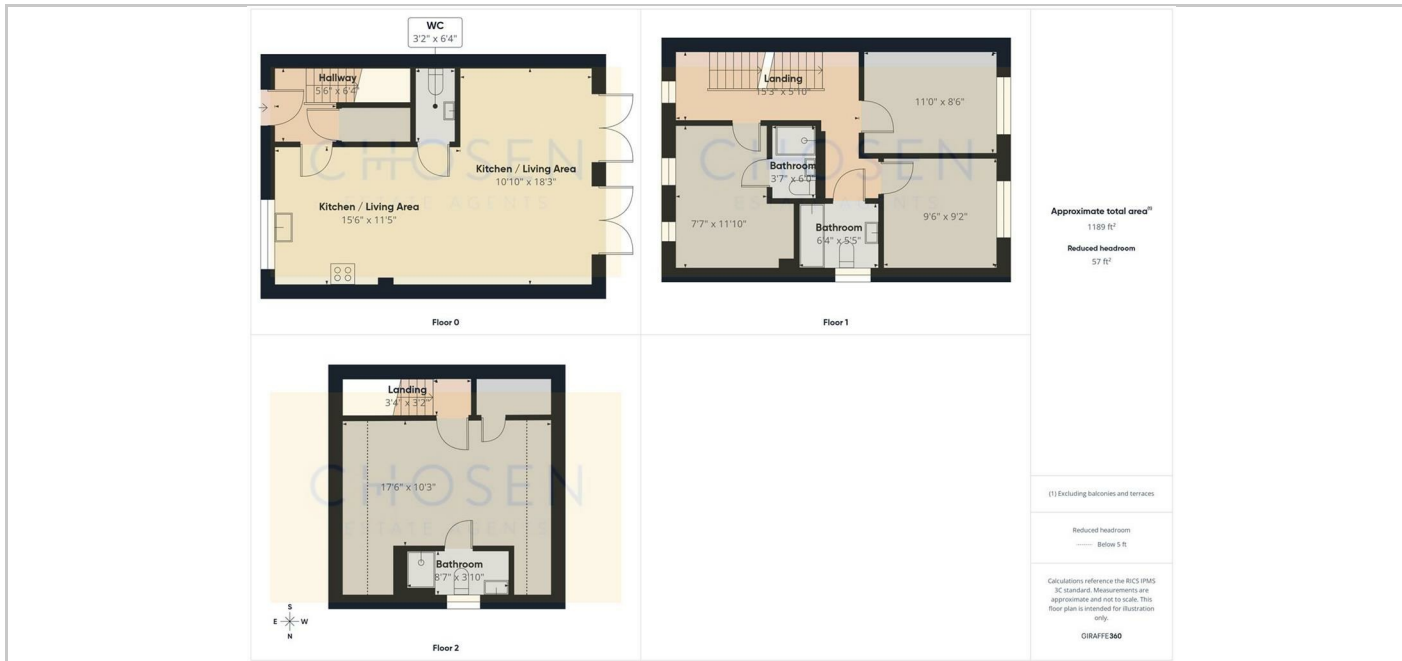 WC
3'2" x 6'4"
Hallway
5'6" x 6'4"
Kitchen / Living Area
10'10" x 18'3"
Kitchen / Living Area
15'6" x 11'5"
CHOSEN
ESTATE AGENTS
Floor 0
Landing
15'3" x 5'10"
11'0" x 8'6"
Bathroom
3'7" x 6'0"
7'7" x 11'10"
Bathroom
6'4" x 5'5"
9'6" x 9'2"
CHOSEN
ESTATE AGENTS
Floor 1
Landing
3'4" x 3'2"
17'6" x 10'3"
CHOSEN
ESTATE AGENTS
Bathroom
8'7" x 3'10"
S
E W
N
Floor 2
Approximate total area(1)
1189 ft²
Reduced headroom
57 ft²
(1) Excluding balconies and terraces
Reduced headroom
Below 5 ft
Calculations reference the RICS IPMS
3C standard. Measurements are
approximate and not to scale. This
floor plan is intended for illustration
only.
GIRAFFE360